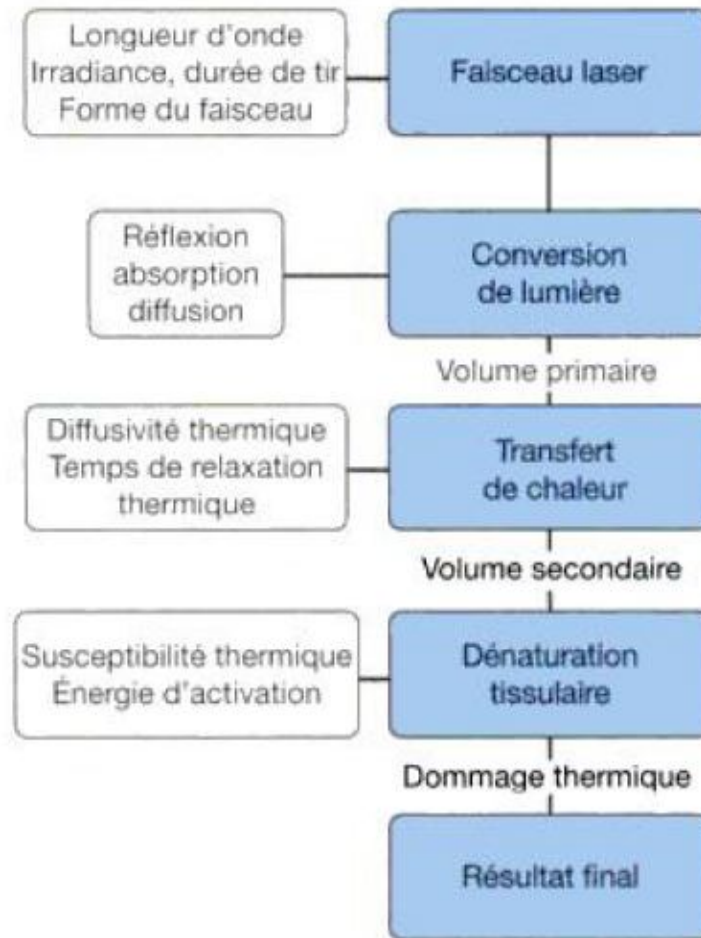 Longueur d'onde
Irradiance, durée de tir
Forme du faisceau
Faisceau laser
Réflexion
absorption
diffusion
Conversion
de lumière
Volume primaire
Diffusivité thermique
Temps de relaxation
thermique
Transfert
de chaleur
Volume secondaire
Susceptibilité thermique
Énergie d'activation
Dénaturation
tissulaire
Dommage thermique
Résultat final